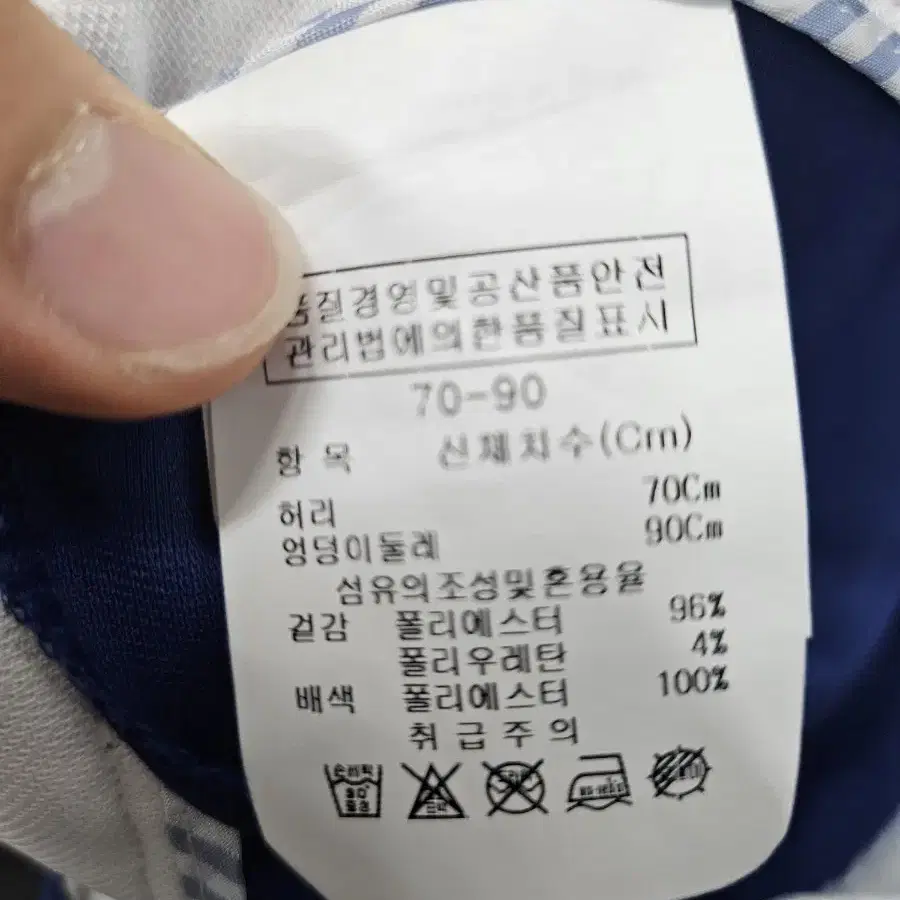 품질경영및공산품안전
관리법에의한품질표시
70-90
항 목 신체치수(Cm)
허리 70Cm
엉덩이둘레 90Cm
섬유의조성및혼용율
겉감 폴리에스터 96%
폴리우레탄 4%
배색 폴리에스터 100%
취 급 주 의
손세탁